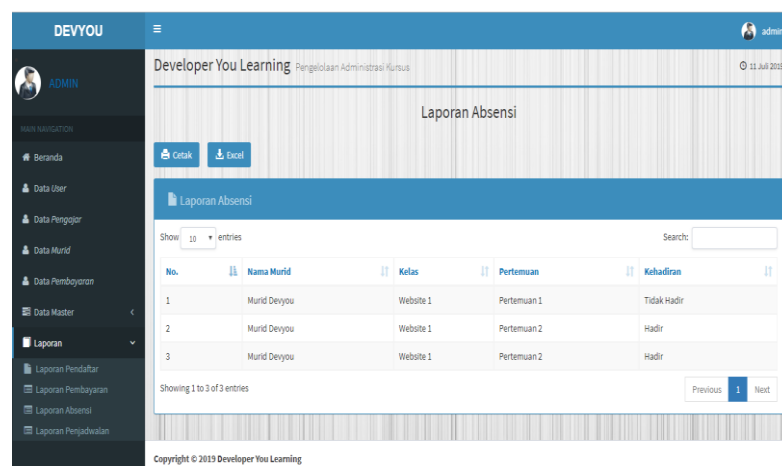 DEVYOU
admin
ADMIN
Developer You Learning Pengelolaan Administrasi Kursus
11 Juli 2019
MAIN NAVIGATION
Beranda
Data User
Data Pengajar
Data Murid
Data Pembayaran
Data Master
Laporan
Laporan Pendaftar
Laporan Pembayaran
Laporan Absensi
Laporan Penjadwalan
Laporan Absensi
Cetak
Excel
Laporan Absensi
Show 10 entries
Search:
No. Nama Murid Kelas Pertemuan Kehadiran
1 Murid Devyou Website 1 Pertemuan 1 Tidak Hadir
2 Murid Devyou Website 1 Pertemuan 2 Hadir
3 Murid Devyou Website 1 Pertemuan 2 Hadir
Showing 1 to 3 of 3 entries
Previous 1 Next
Copyright © 2019 Developer You Learning